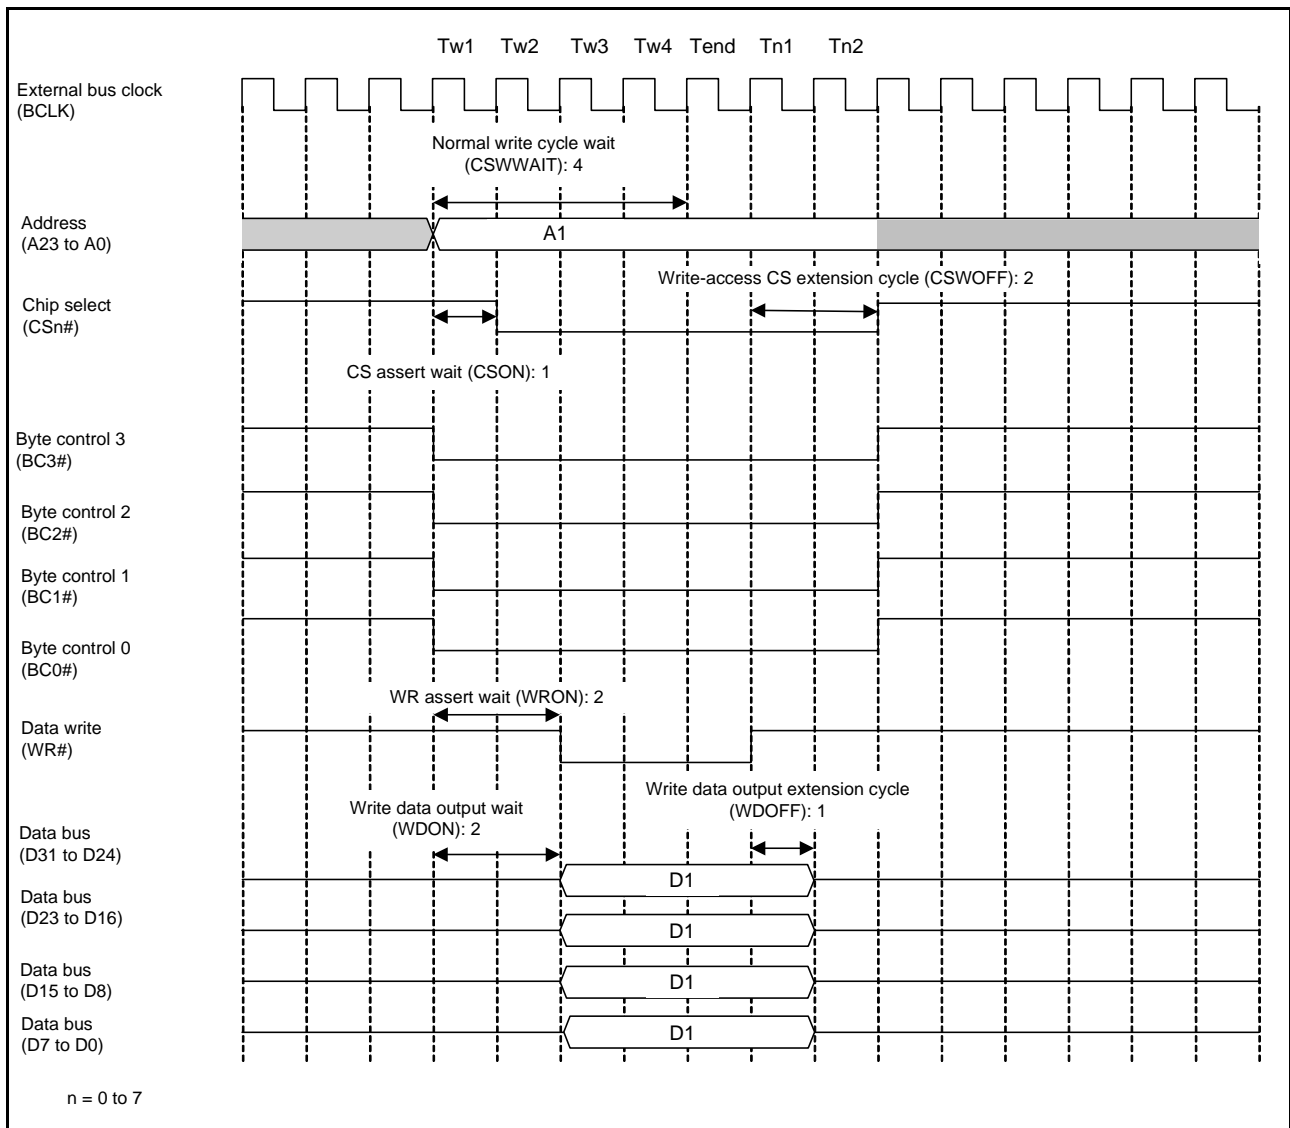 Tw1 Tw2 Tw3 Tw4 Tend Tn1 Tn2
External bus clock
(BCLK)
Normal write cycle wait
(CSWWAIT): 4
Address
(A23 to A0)
A1
Write-access CS extension cycle (CSWOFF): 2
Chip select
(CSn#)
CS assert wait (CSON): 1
Byte control 3
(BC3#)
Byte control 2
(BC2#)
Byte control 1
(BC1#)
Byte control 0
(BC0#)
WR assert wait (WRON): 2
Data write
(WR#)
Write data output extension cycle
(WDOFF): 1
Write data output wait
(WDON): 2
Data bus
(D31 to D24)
D1
Data bus
(D23 to D16)
D1
Data bus
(D15 to D8)
D1
Data bus
(D7 to D0)
D1
n = 0 to 7